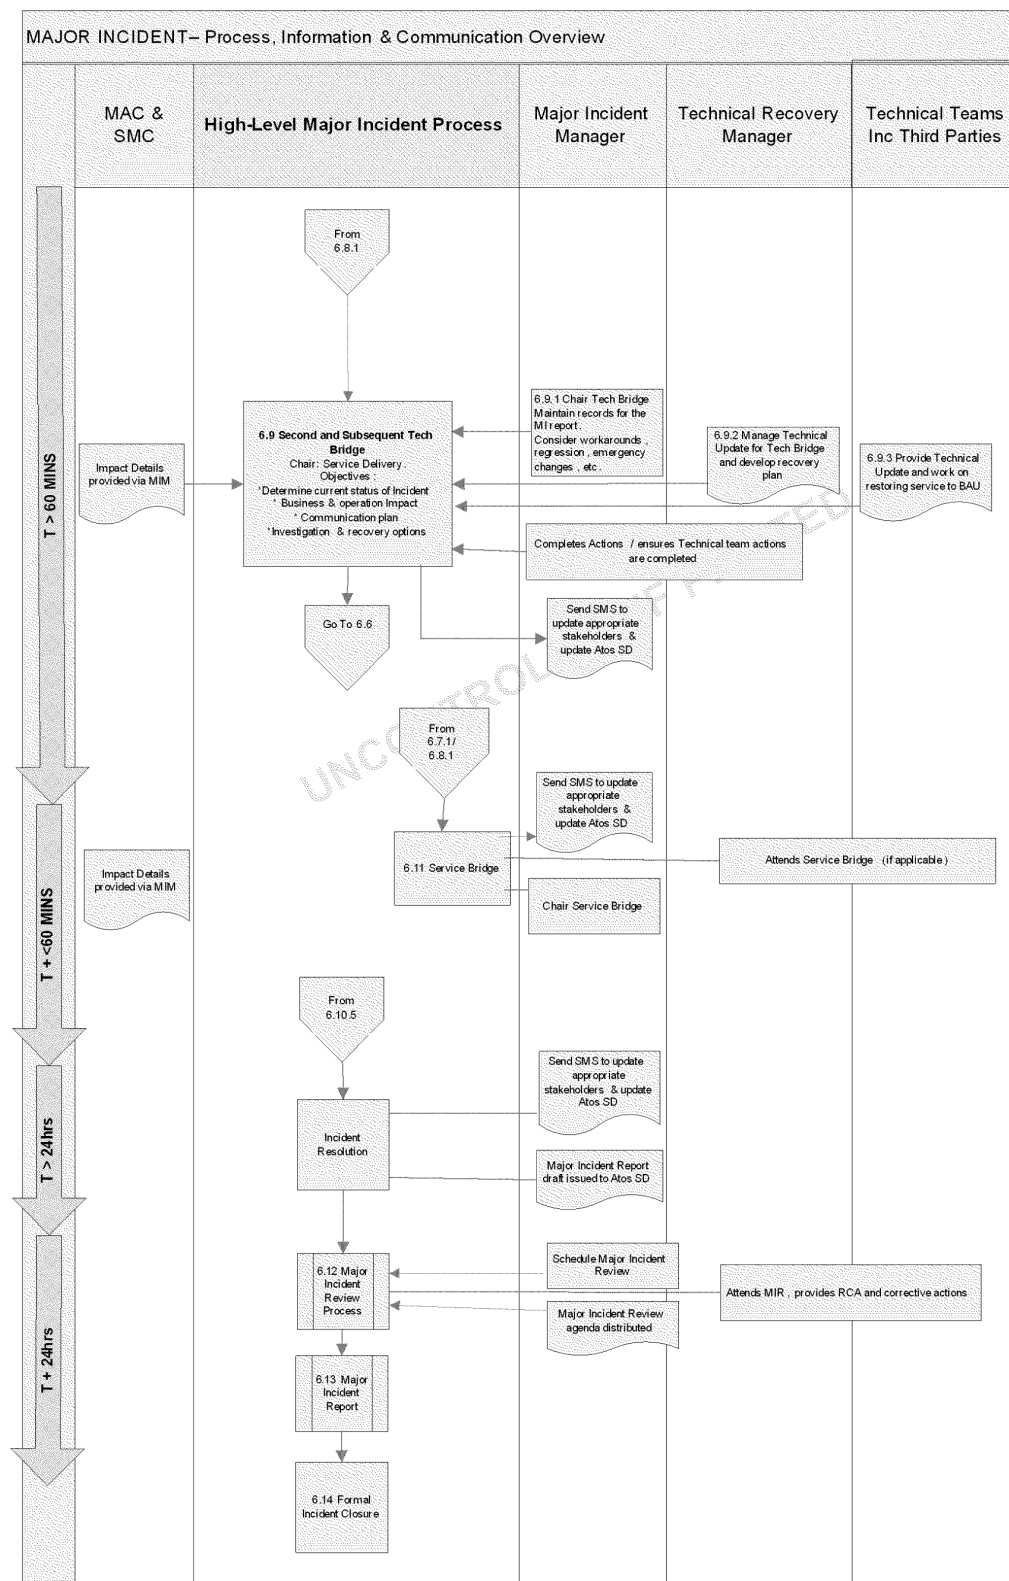 MAJOR INCIDENT– Process, Information & Communication Overview
MAC &
SMC
High-Level Major Incident Process
Major Incident
Manager
Technical Recovery
Manager
Technical Teams
Inc Third Parties
T > 60 MINS
From
6.8.1
6.9 Second and Subsequent Tech
Bridge
Chair: Service Delivery.
Objectives:
*Determine current status of Incident
* Business & operation Impact
* Communication plan
*Investigation & recovery options
Impact Details
provided via MIM
6.9.1 Chair Tech Bridge
Maintain records for the
MI report.
Consider workarounds,
regression, emergency
changes, etc.
6.9.2 Manage Technical
Update for Tech Bridge
and develop recovery
plan
6.9.3 Provide Technical
Update and work on
restoring service to BAU
Completes Actions / ensures Technical team actions
are completed
Go To 6.6
Send SMS to
update appropriate
stakeholders &
update Atos SD
From
6.7.1/
6.8.1
Send SMS to update
appropriate
stakeholders &
update Atos SD
T + <60 MINS
Impact Details
provided via MIM
6.11 Service Bridge
Attends Service Bridge (if applicable)
Chair Service Bridge
From
6.10.5
T > 24hrs
Incident
Resolution
Send SMS to update
appropriate
stakeholders & update
Atos SD
Major Incident Report
draft issued to Atos SD
T + 24hrs
6.12 Major
Incident
Review
Process
Schedule Major Incident
Review
Attends MIR, provides RCA and corrective actions
Major Incident Review
agenda distributed
6.13 Major
Incident
Report
6.14 Formal
Incident Closure